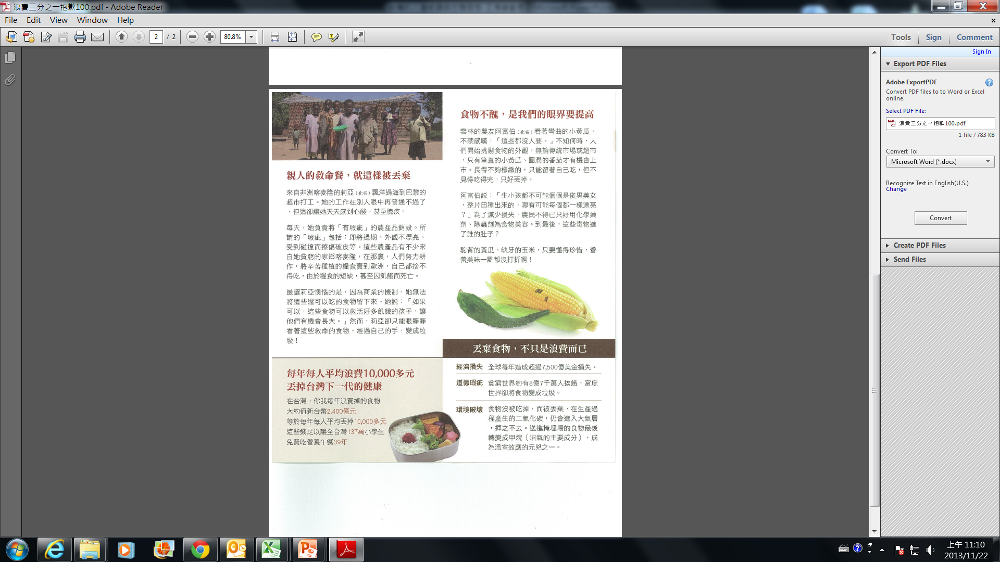 浪費三分之一抱歉100.pdf - Adobe Reader
File Edit View Window Help
2 / 2 80.8% Tools Sign Comment
親人的救命餐，就這樣被丟棄
來自非洲喀麥隆的莉亞（化名）飄洋過海到巴黎的
超市打工。她的工作在別人眼中再普通不過了
，但這卻讓她天天感到心酸，甚至愧疚。
每天，她負責將「有瑕疵」的農產品銷毀。所
謂的「瑕疵」包括：即將過期、外觀不漂亮、
受到碰撞而擦傷破皮等。這些農產品有不少來
自她貧窮的家鄉喀麥隆，在那裏，人們努力耕
作，將辛苦種植的糧食賣到歐洲，自己都捨不
得吃，由於糧食的短缺，甚至因飢餓而死亡。
最讓莉亞懊惱的是，因為商業的機制，她無法
將這些還可以吃的食物留下來。她説：「如果
可以，這些食物可以救活好多飢餓的孩子，讓
他們有機會長大。」然而，莉亞卻只能眼睜睜
看著這些救命的食物，經過自己的手，變成垃
圾！
每年每人平均浪費10,000多元
丟掉台灣下一代的健康
在台灣，你我每年浪費掉的食物
大約值新台幣2,400億元
等於每年每人平均丟掉10,000多元
這些錢足以讓全台灣137萬小學生
免費吃營養午餐39年
食物不醜，是我們的眼界要提高
雲林的農友阿富伯（化名）看著彎曲的小黃瓜，
不禁感嘆：「這些都沒人要。」不知何時，人
們開始挑剔食物的外觀，無論傳統市場或超市
，只有筆直的小黃瓜、圓潤的番茄才有機會上
市。長得不夠標緻的，只能留著自己吃，但不
見得吃得完，只好丟掉。
阿富伯説：「生小孩都不可能個個是俊男美女
，整片田種出來的，哪有可能每個都一樣漂亮
？」為了減少損失，農民不得已只好用化學藥
劑、除蟲劑為食物美容。到最後，這些毒物進
了誰的肚子？
駝背的黃瓜、缺牙的玉米，只要懂得珍惜，營
養美味一點都沒打折啊！
丟棄食物，不只是浪費而已
經濟損失 全球每年造成超過7,500億美金損失。
道德瑕疵 貧窮世界約有8億7千萬人挨餓，富庶
世界卻將食物變成垃圾。
環境破壞 食物沒被吃掉，而被丟棄，在生產過
程產生的二氧化碳，仍會進入大氣層
，揮之不去。送進掩埋場的食物最後
轉變成甲烷（沼氣的主要成分），成
為溫室效應的元兇之一。
Sign In
Export PDF Files
Adobe ExportPDF
Convert PDF files to to Word or Excel
online.
Select PDF File:
浪費三分之一抱歉100.pdf
1 file / 783 KB
Convert To:
Microsoft Word (*.docx)
Recognize Text in English(U.S.)
Change
Convert
Create PDF Files
Send Files
上午 11:10
2013/11/22